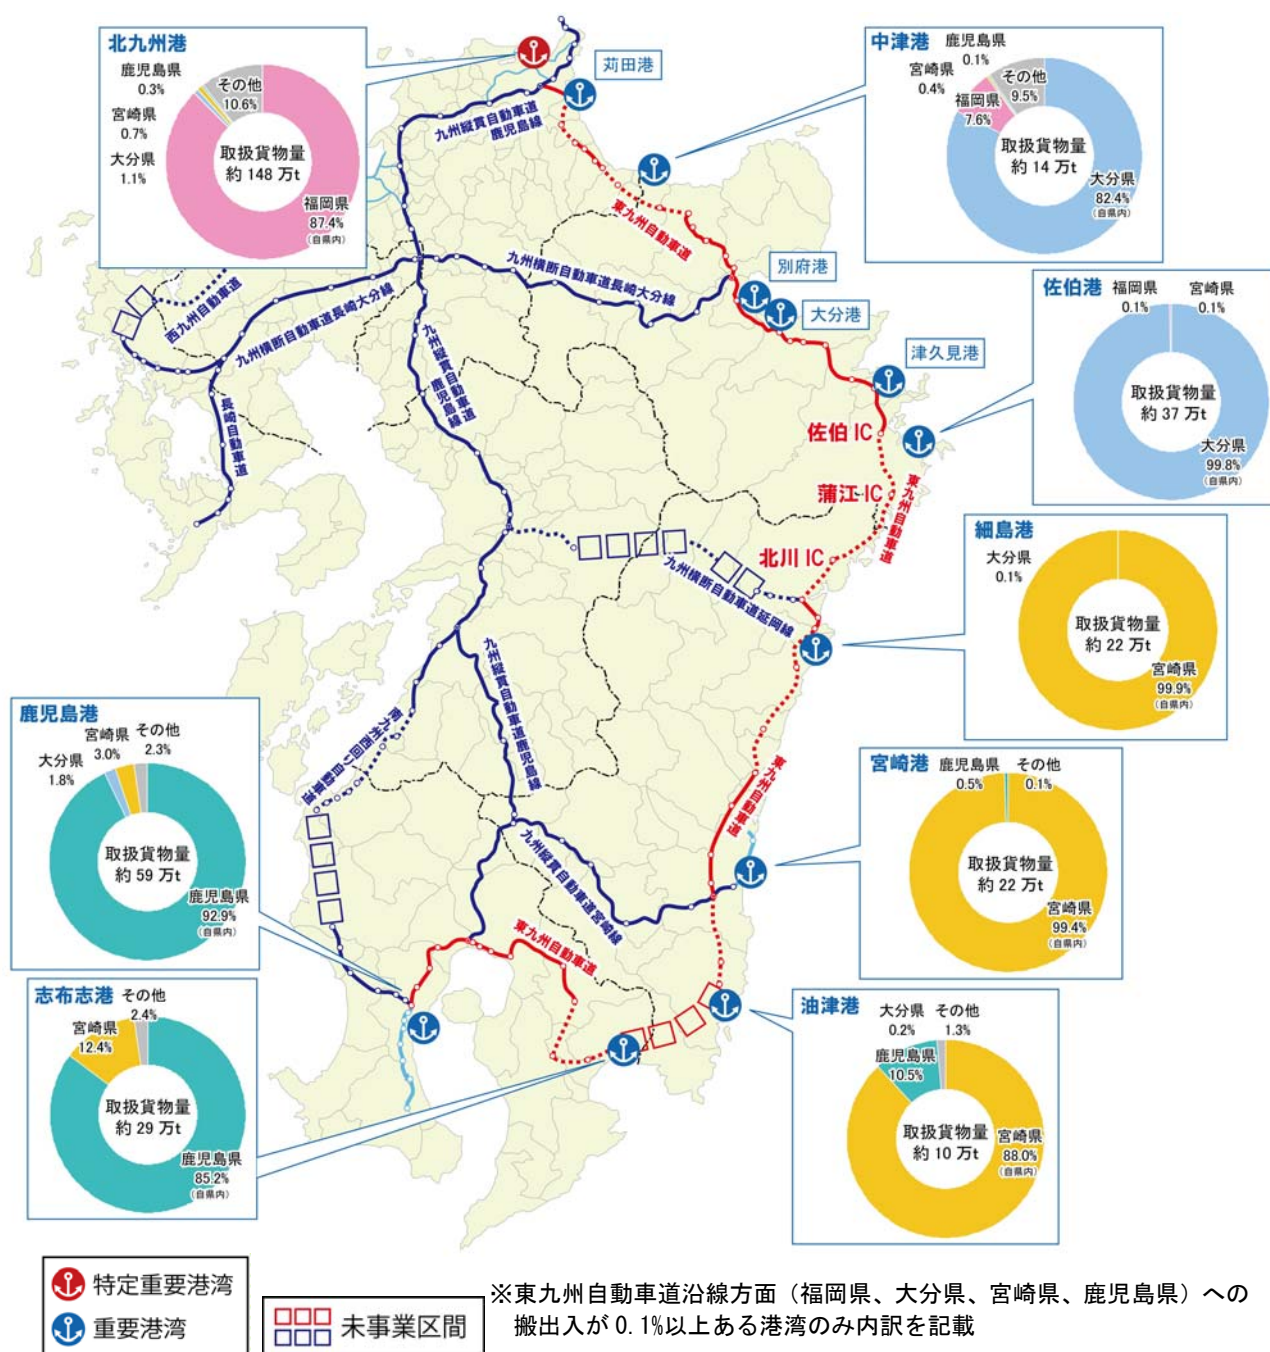 北九州港
鹿児島県
0.3%
宮崎県
0.7%
大分県
1.1%
その他
10.6%
取扱貨物量
約 148 万t
福岡県
87.4%
(自県内)
苅田港
中津港
鹿児島県
0.1%
宮崎県
0.4%
福岡県
7.6%
その他
9.5%
取扱貨物量
約 14 万t
大分県
82.4%
(自県内)
九州縦貫自動車道
鹿児島線
東九州自動車道
九州横断自動車道長崎大分線
別府港
大分港
津久見港
佐伯港
福岡県
0.1%
宮崎県
0.1%
取扱貨物量
約 37 万t
大分県
99.8%
(自県内)
西九州自動車道
九州横断自動車道長崎大分線
長崎自動車道
九州縦貫自動車道
鹿児島線
佐伯 IC
蒲江 IC
北川 IC
東九州自動車道
九州横断自動車道延岡線
細島港
大分県
0.1%
取扱貨物量
約 22 万t
宮崎県
99.9%
(自県内)
九州縦貫自動車道鹿児島線
南九州西回り自動車道
鹿児島港
大分県
1.8%
宮崎県
3.0%
その他
2.3%
取扱貨物量
約 59 万t
鹿児島県
92.9%
(自県内)
東九州自動車道
宮崎港
鹿児島県
0.5%
その他
0.1%
取扱貨物量
約 22 万t
宮崎県
99.4%
(自県内)
九州縦貫自動車道宮崎線
東九州自動車道
志布志港
宮崎県
12.4%
その他
2.4%
取扱貨物量
約 29 万t
鹿児島県
85.2%
(自県内)
油津港
大分県
0.2%
その他
1.3%
鹿児島県
10.5%
取扱貨物量
約 10 万t
宮崎県
88.0%
(自県内)
特定重要港湾
重要港湾
未事業区間
※東九州自動車道沿線方面（福岡県、大分県、宮崎県、鹿児島県）への
搬出入が 0.1%以上ある港湾のみ内訳を記載